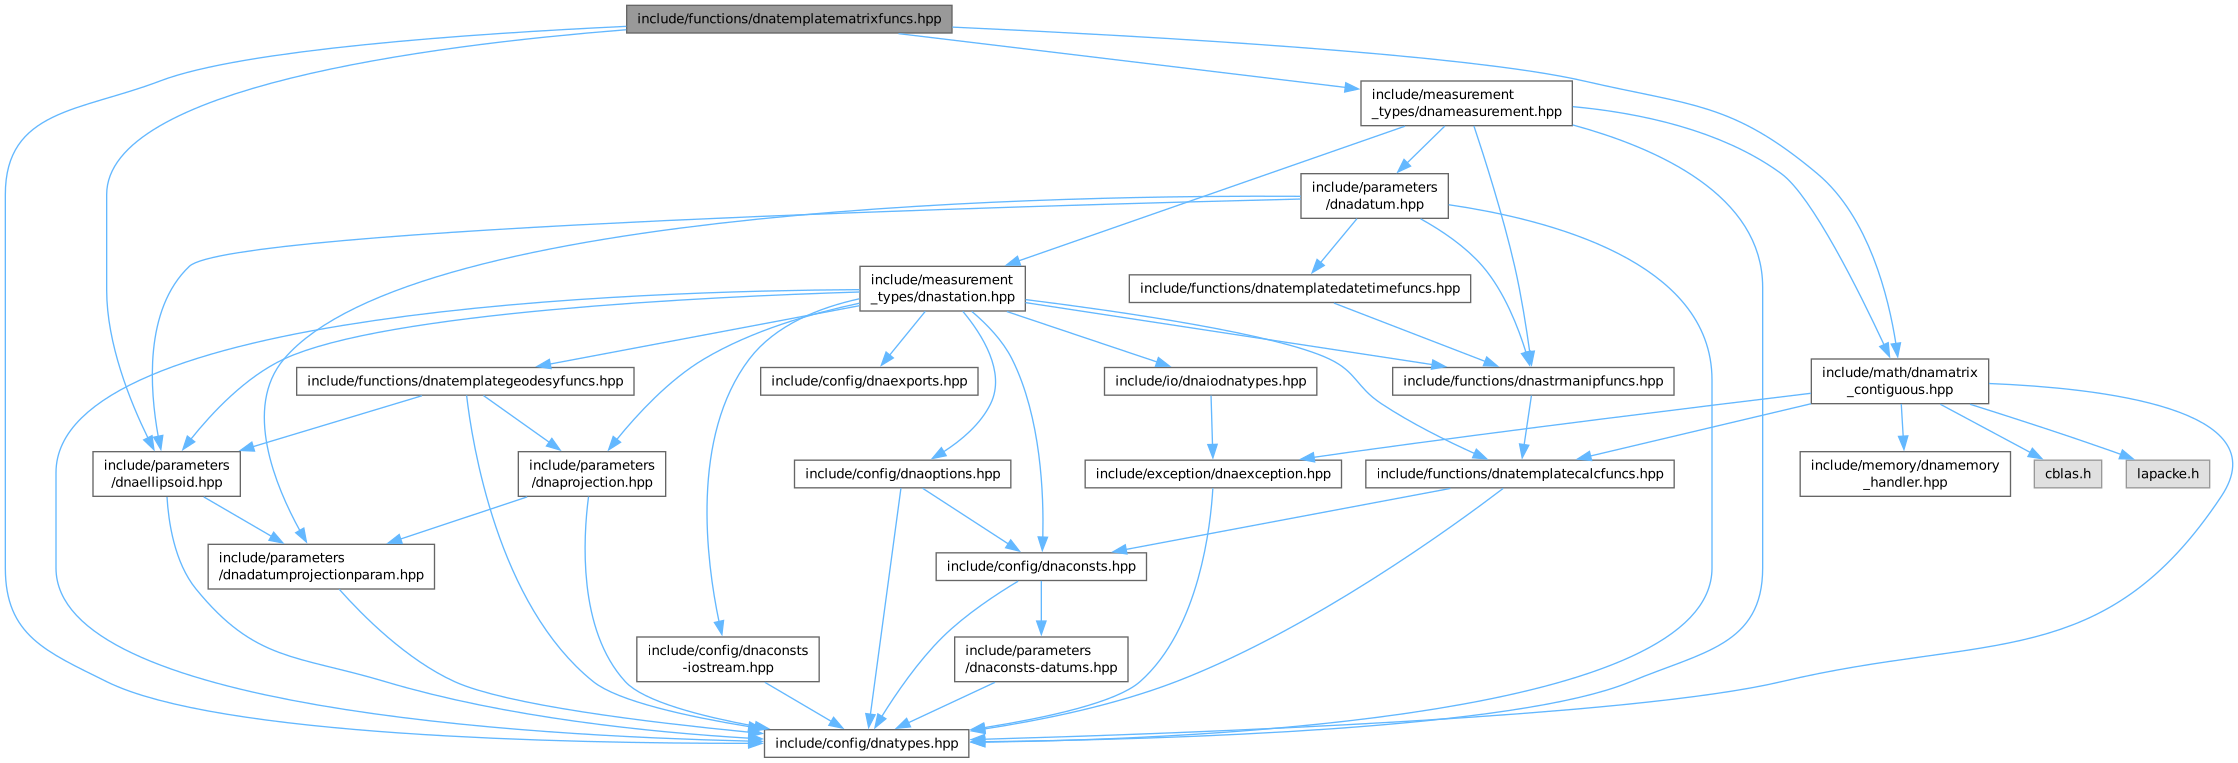 include/functions/dnatemplatematrixfuncs.hpp
include/measurement
_types/dnameasurement.hpp
include/parameters
/dnadatum.hpp
include/measurement
_types/dnastation.hpp
include/functions/dnatemplatedatetimefuncs.hpp
include/functions/dnatemplategeodesyfuncs.hpp
include/config/dnaexports.hpp
include/io/dnaiodnatypes.hpp
include/functions/dnastrmanipfuncs.hpp
include/math/dnamatrix
_contiguous.hpp
include/parameters
/dnaellipsoid.hpp
include/parameters
/dnaprojection.hpp
include/config/dnaoptions.hpp
include/exception/dnaexception.hpp
include/functions/dnatemplatecalcfuncs.hpp
include/memory/dnamemory
_handler.hpp
cblas.h
lapacke.h
include/parameters
/dnadatumprojectionparam.hpp
include/config/dnaconsts.hpp
include/config/dnaconsts
-iostream.hpp
include/parameters
/dnaconsts-datums.hpp
include/config/dnatypes.hpp